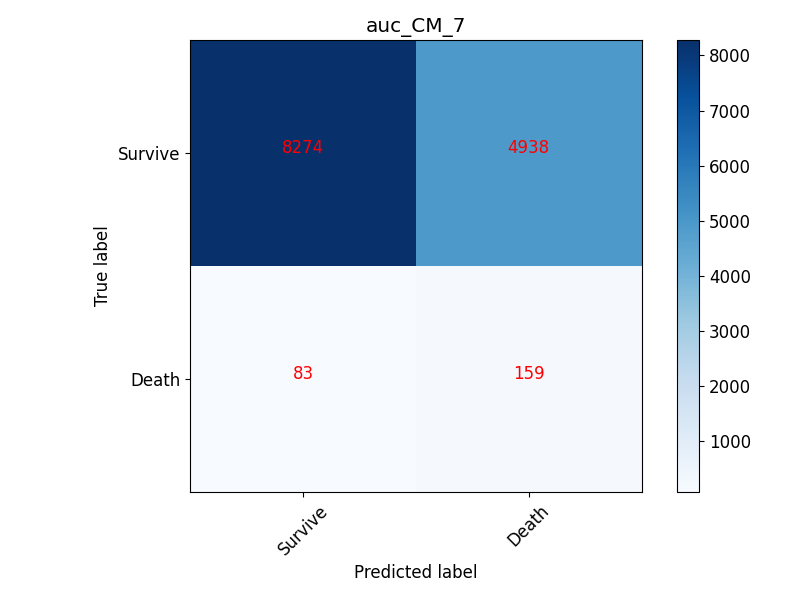 auc_CM_7
Survive
8274
4938
Death
83
159
True label
Survive
Death
Predicted label
8000
7000
6000
5000
4000
3000
2000
1000